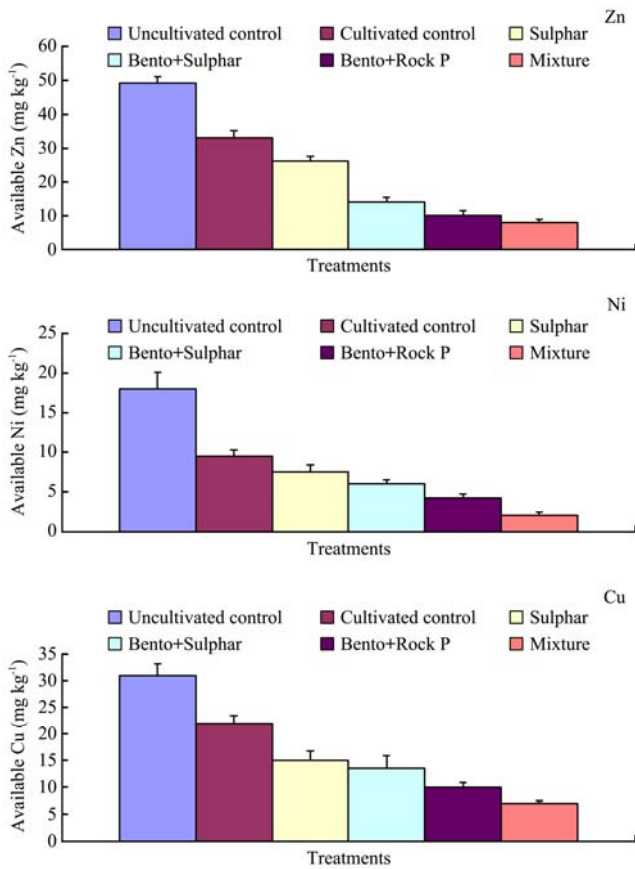 Zn
Uncultivated control Cultivated control Sulphar
Bento+Sulphar Bento+Rock P Mixture
Available Zn (mg kg-1)
60
50
40
30
20
10
0
Treatments
Ni
Uncultivated control Cultivated control Sulphar
Bento+Sulphar Bento+Rock P Mixture
Available Ni (mg kg-1)
25
20
15
10
5
0
Treatments
Cu
Uncultivated control Cultivated control Sulphar
Bento+Sulphar Bento+Rock P Mixture
Available Cu (mg kg-1)
35
30
25
20
15
10
5
0
Treatments